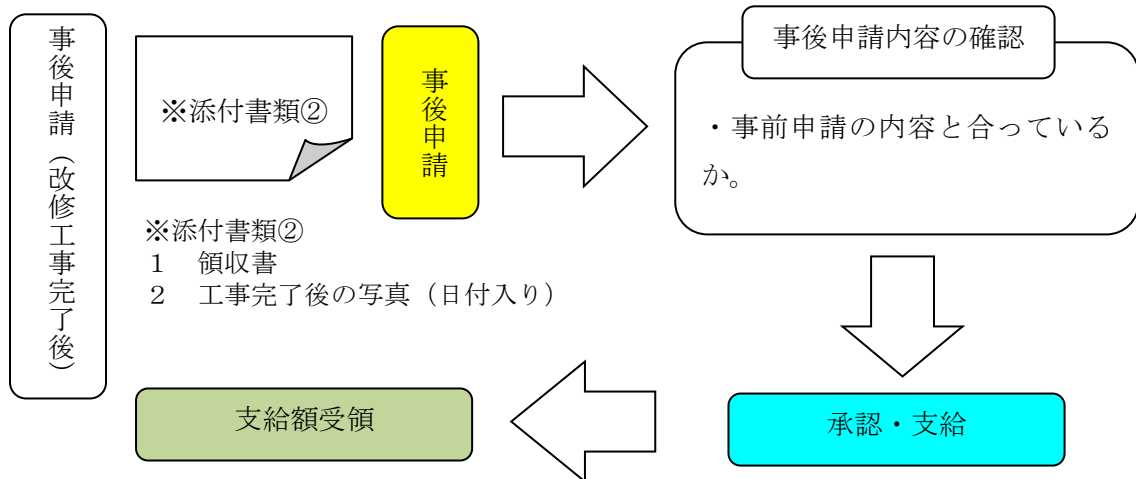 事後申請（改修工事完了後）
※添付書類②
事後申請
事後申請内容の確認
・事前申請の内容と合っている
か。
※添付書類②
１　領収書
２　工事完了後の写真（日付入り）
支給額受領
承認・支給